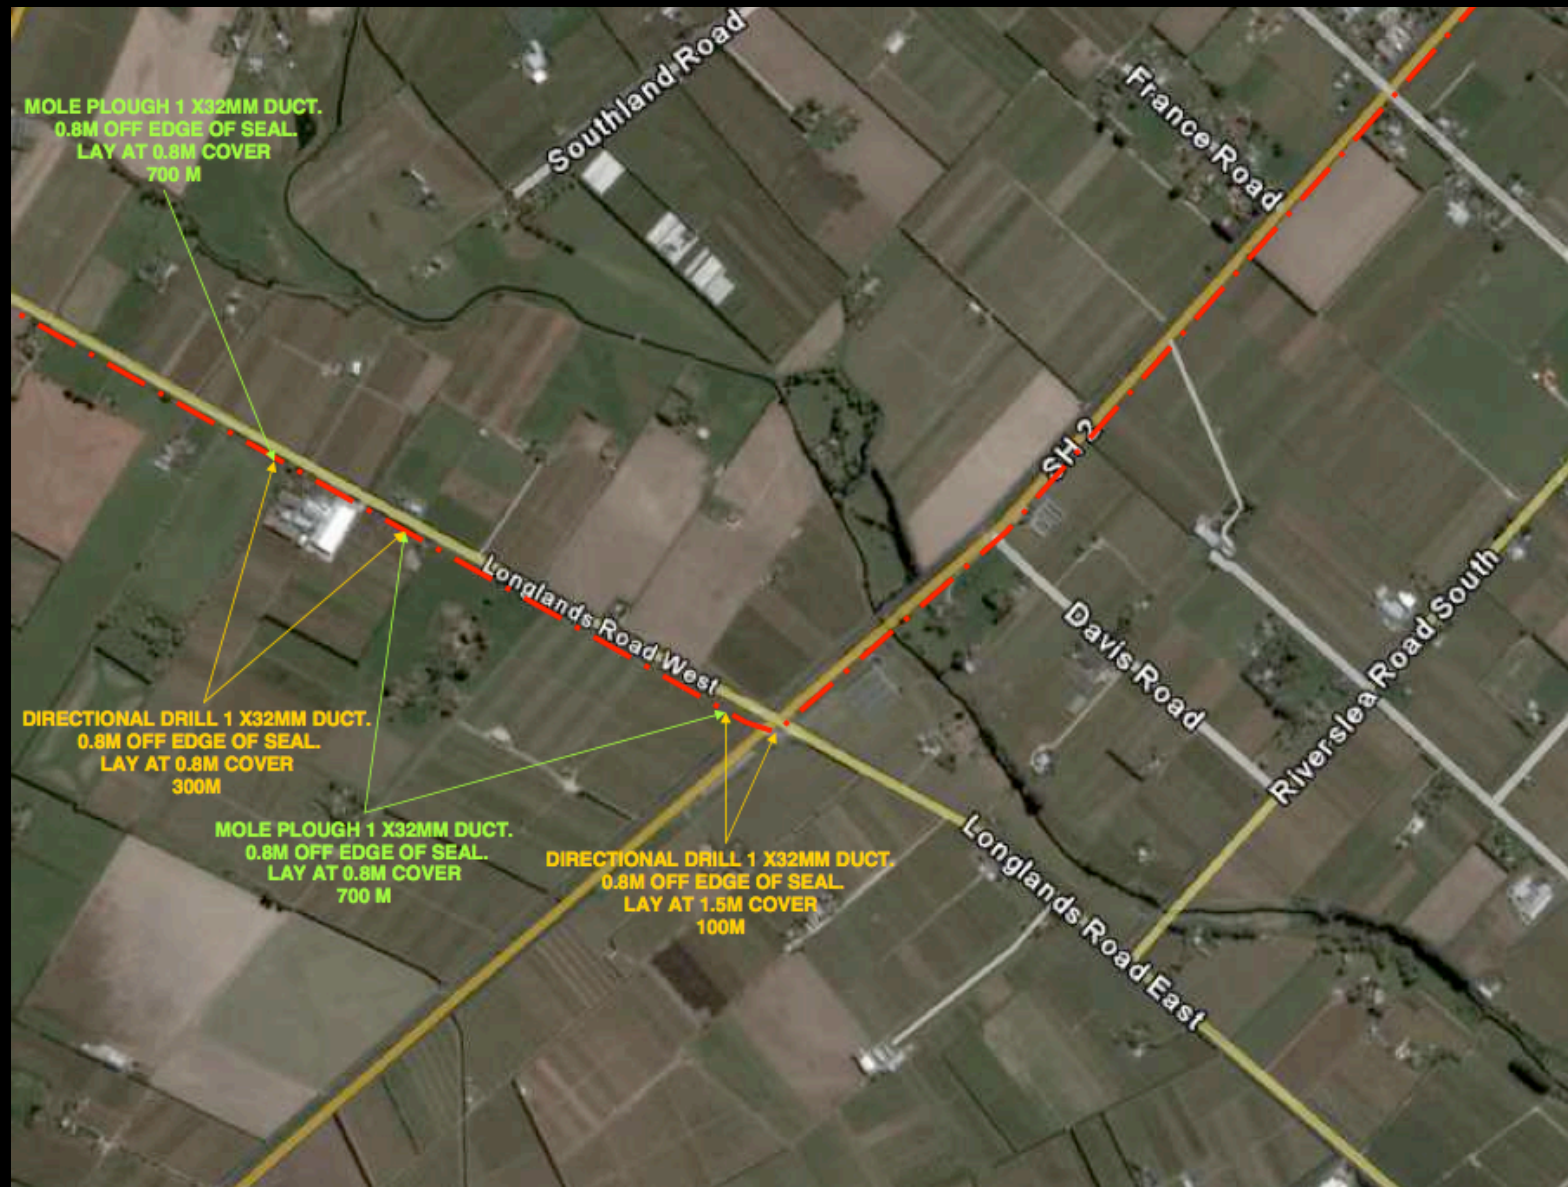 Southland Road
France Road
MOLE PLOUGH 1 X32MM DUCT.
0.8M OFF EDGE OF SEAL.
LAY AT 0.8M COVER
700 M
SH 2
Longlands Road West
Davis Road
Riverslea Road South
DIRECTIONAL DRILL 1 X32MM DUCT.
0.8M OFF EDGE OF SEAL.
LAY AT 0.8M COVER
300M
MOLE PLOUGH 1 X32MM DUCT.
0.8M OFF EDGE OF SEAL.
LAY AT 0.8M COVER
700 M
DIRECTIONAL DRILL 1 X32MM DUCT.
0.8M OFF EDGE OF SEAL.
LAY AT 1.5M COVER
100M
Longlands Road East